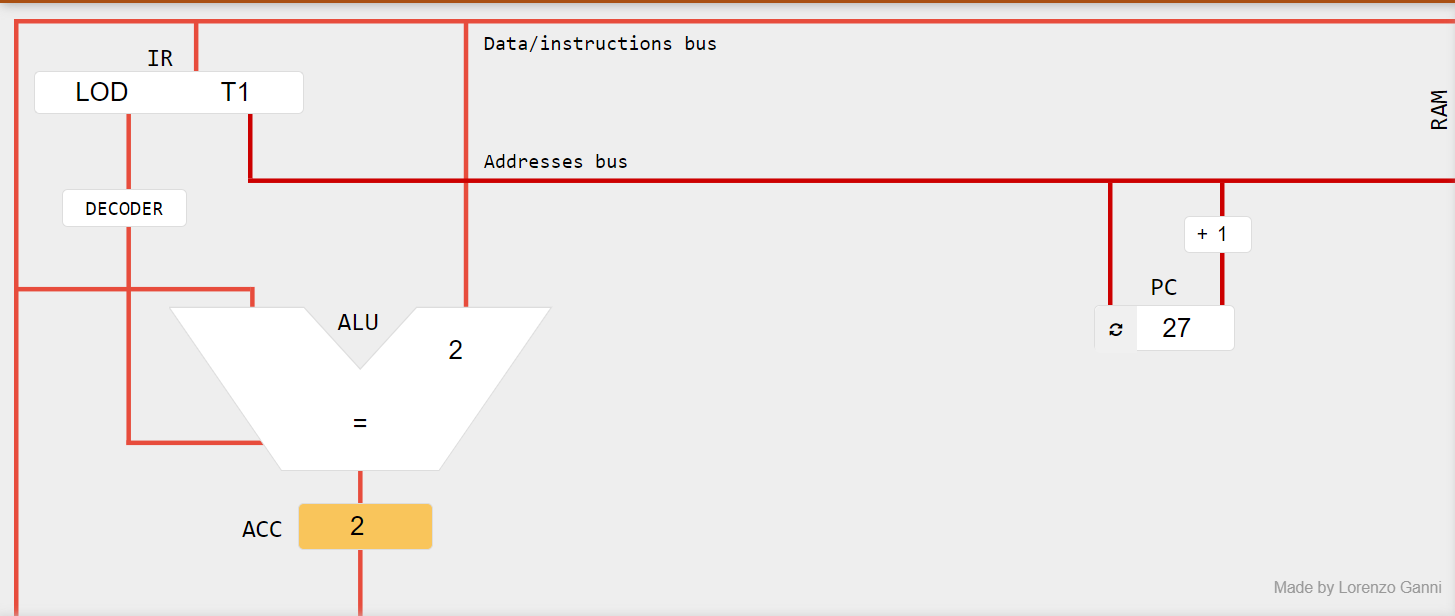 Data/instructions bus
IR
LOD T1
RAM
Addresses bus
DECODER
+ 1
PC
27
ALU
2
=
ACC 2
Made by Lorenzo Ganni